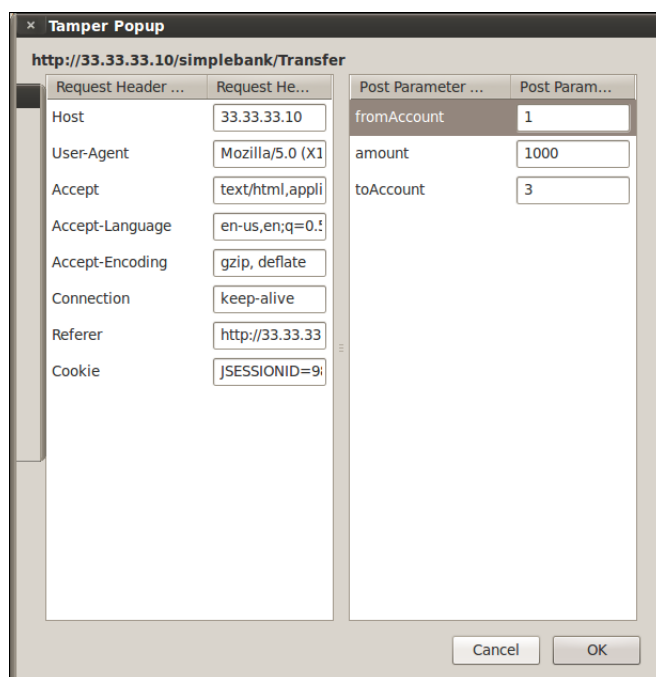 × Tamper Popup
http://33.33.33.10/simplebank/Transfer
Request Header ... Request He... Post Parameter ... Post Param...
Host 33.33.33.10 fromAccount 1
User-Agent Mozilla/5.0 (X1 amount 1000
Accept text/html,appli toAccount 3
Accept-Language en-us,en;q=0.5
Accept-Encoding gzip, deflate
Connection keep-alive
Referer http://33.33.33
Cookie JSESSIONID=98
Cancel OK